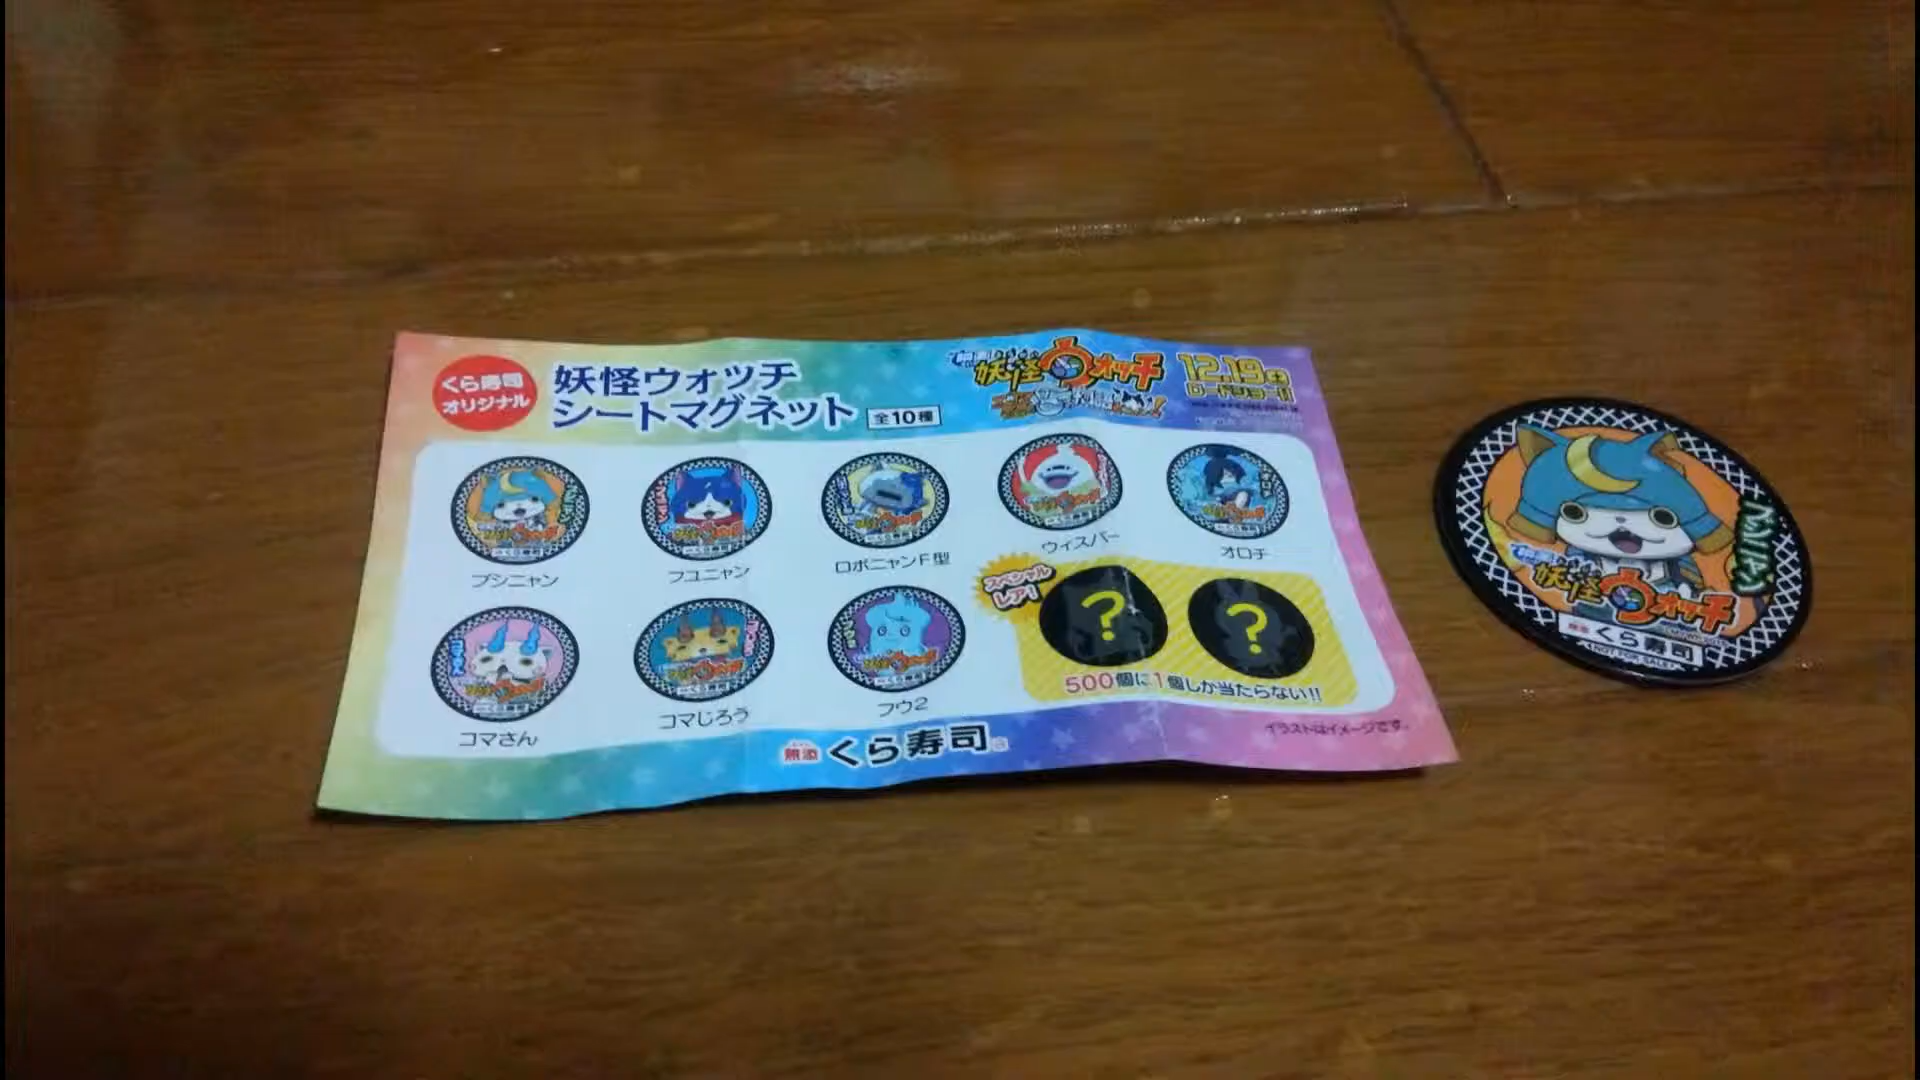 くら寿司
オリジナル
妖怪ウォッチ
シートマグネット
全10種
映画
妖怪ウォッチ
12.19㊏
ロードショー!!
ブシニャン
フユニャン
ロボニャンF型
ウィスパー
オロチ
コマさん
コマじろう
フウ2
スペシャル
レア!
?
?
500個に1個しか当たらない!!
無添 くら寿司
イラストはイメージです。
ブシニャン
映画
妖怪ウォッチ
無添 くら寿司
NOT FOR SALE